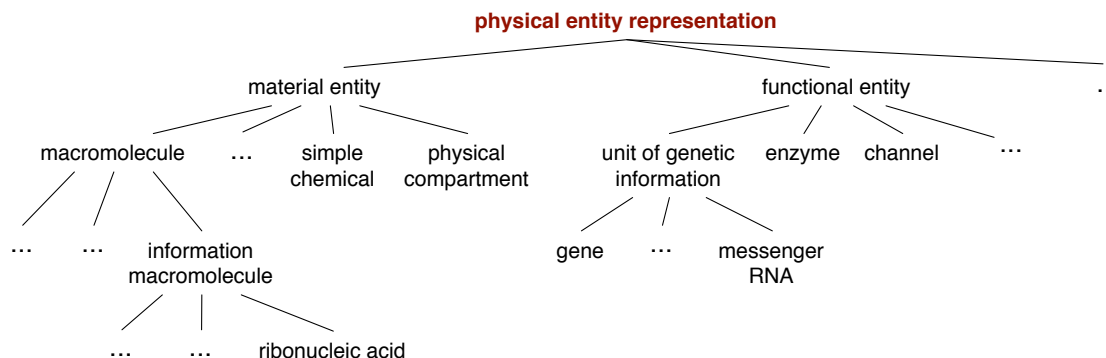 physical entity representation
material entity
functional entity
.
macromolecule
...
simple
chemical
physical
compartment
unit of genetic
information
enzyme
channel
...
...
...
information
macromolecule
gene
...
messenger
RNA
...
...
ribonucleic acid